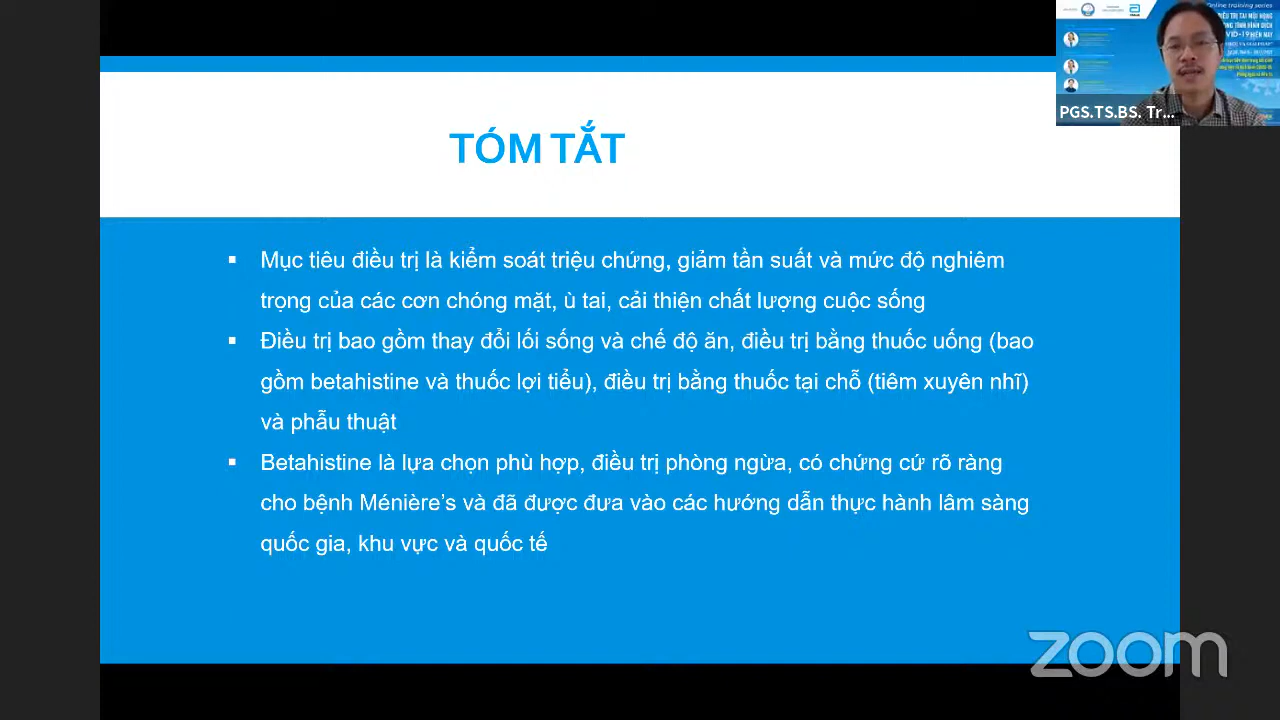 TÓM TẮT
▪ Mục tiêu điều trị là kiểm soát triệu chứng, giảm tần suất và mức độ nghiêm
trọng của các cơn chóng mặt, ù tai, cải thiện chất lượng cuộc sống
▪ Điều trị bao gồm thay đổi lối sống và chế độ ăn, điều trị bằng thuốc uống (bao
gồm betahistine và thuốc lợi tiểu), điều trị bằng thuốc tại chỗ (tiêm xuyên nhĩ)
và phẫu thuật
▪ Betahistine là lựa chọn phù hợp, điều trị phòng ngừa, có chứng cứ rõ ràng
cho bệnh Ménière’s và đã được đưa vào các hướng dẫn thực hành lâm sàng
quốc gia, khu vực và quốc tế
Online training series
PGS.TS.BS. Tr...
zoom